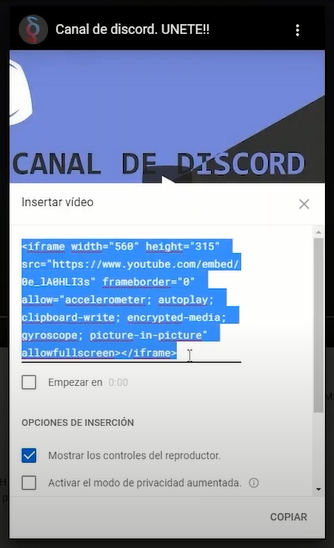 Canal de discord. UNETE!!
CANAL DE DISCORD
Insertar vídeo
<iframe width="560" height="315"
src="https://www.youtube.com/embed/
0e_lA0HLI3s" frameborder="0"
allow="accelerometer; autoplay;
clipboard-write; encrypted-media;
gyroscope; picture-in-picture"
allowfullscreen></iframe>
Empezar en 0:00
OPCIONES DE INSERCIÓN
Mostrar los controles del reproductor.
Activar el modo de privacidad aumentada.
COPIAR